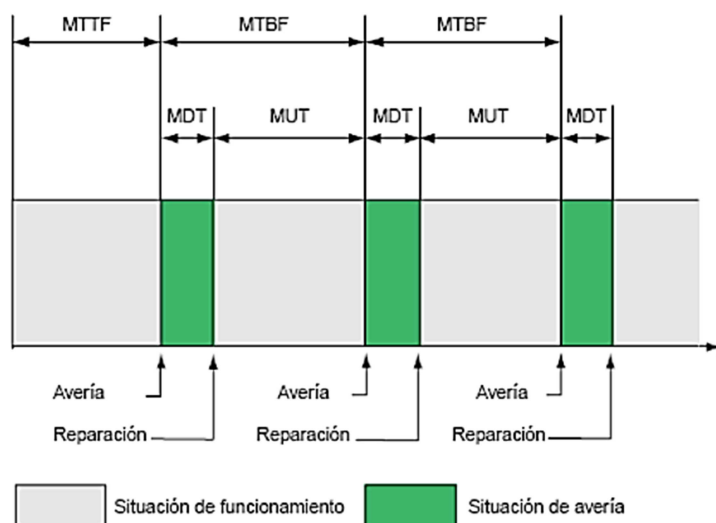 MTTF MTBF MTBF
MDT MUT MDT MUT MDT
Avería Avería Avería
Reparación Reparación Reparación
Situación de funcionamiento Situación de avería